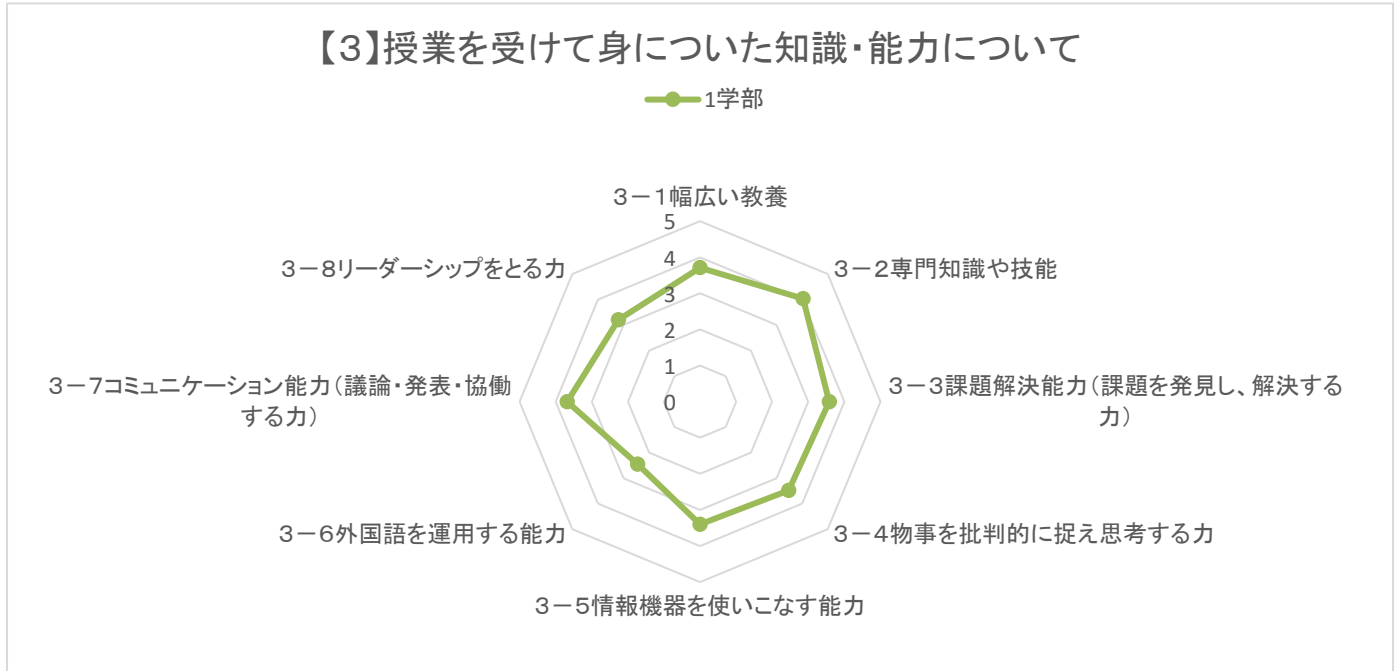 【3】授業を受けて身についた知識・能力について
1学部
3－1幅広い教養
5
4
3
2
1
0
3－8リーダーシップをとる力
3－2専門知識や技能
3－7コミュニケーション能力（議論・発表・協働
する力）
3－3課題解決能力（課題を発見し、解決する
力）
3－6外国語を運用する能力
3－4物事を批判的に捉え思考する力
3－5情報機器を使いこなす能力